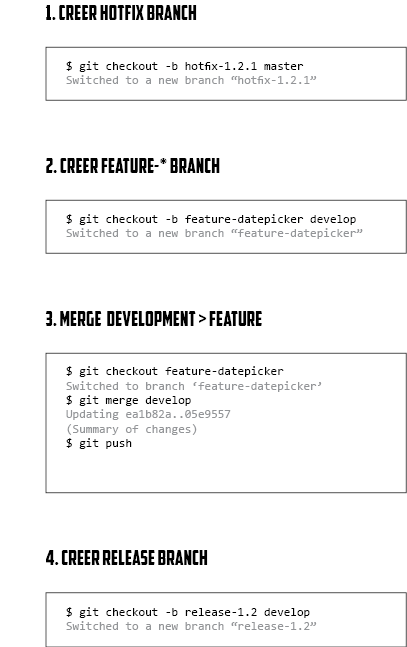 1. CREER HOTFIX BRANCH
$ git checkout -b hotfix-1.2.1 master
Switched to a new branch “hotfix-1.2.1”
2. CREER FEATURE-* BRANCH
$ git checkout -b feature-datepicker develop
Switched to a new branch “feature-datepicker”
3. MERGE DEVELOPMENT > FEATURE
$ git checkout feature-datepicker
Switched to branch ‘feature-datepicker’
$ git merge develop
Updating ea1b82a..05e9557
(Summary of changes)
$ git push
4. CREER RELEASE BRANCH
$ git checkout -b release-1.2 develop
Switched to a new branch “release-1.2”